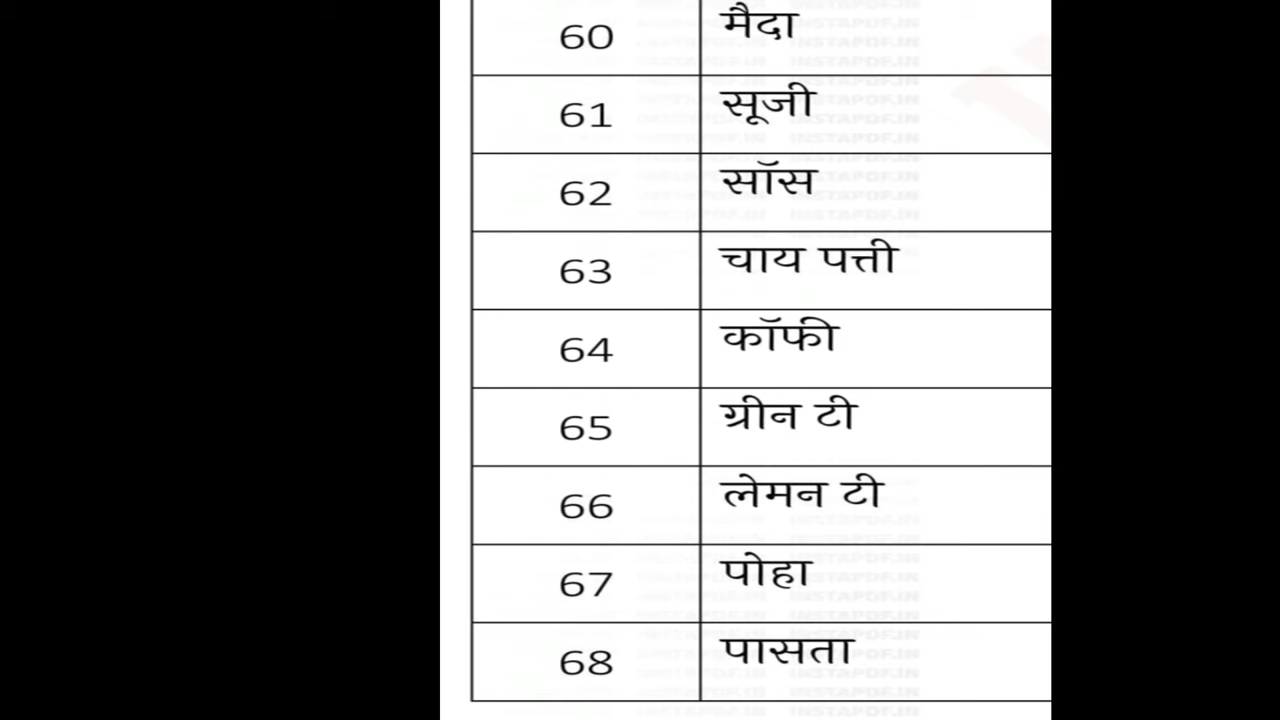 60 मैदा
61 सूजी
62 सॉस
63 चाय पत्ती
64 कॉफी
65 ग्रीन टी
66 लेमन टी
67 पोहा
68 पासता